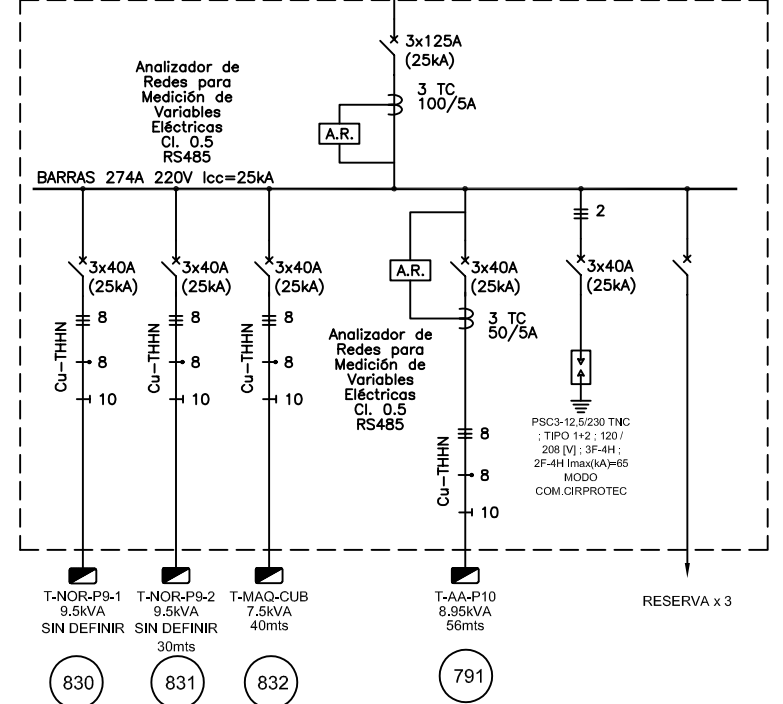 3x125A
(25kA)
3 TC
100/5A
Analizador de
Redes para
Medición de
Variables
Eléctricas
Cl. 0.5
RS485
A.R.
BARRAS 274A 220V Icc=25kA
3x40A
(25kA)
8
8
10
Cu-THHN
3x40A
(25kA)
8
8
10
Cu-THHN
3x40A
(25kA)
8
8
10
Cu-THHN
A.R.
3x40A
(25kA)
3 TC
50/5A
Analizador de
Redes para
Medición de
Variables
Eléctricas
Cl. 0.5
RS485
8
8
10
Cu-THHN
2
3x40A
(25kA)
PSC3-12,5/230 TNC
; TIPO 1+2 ; 120 /
208 [V] ; 3F-4H ;
2F-4H Imax(kA)=65
MODO
COM.CIRPROTEC
T-NOR-P9-1
9.5kVA
SIN DEFINIR
830
T-NOR-P9-2
9.5kVA
SIN DEFINIR
30mts
831
T-MAQ-CUB
7.5kVA
40mts
832
T-AA-P10
8.95kVA
56mts
791
RESERVA x 3